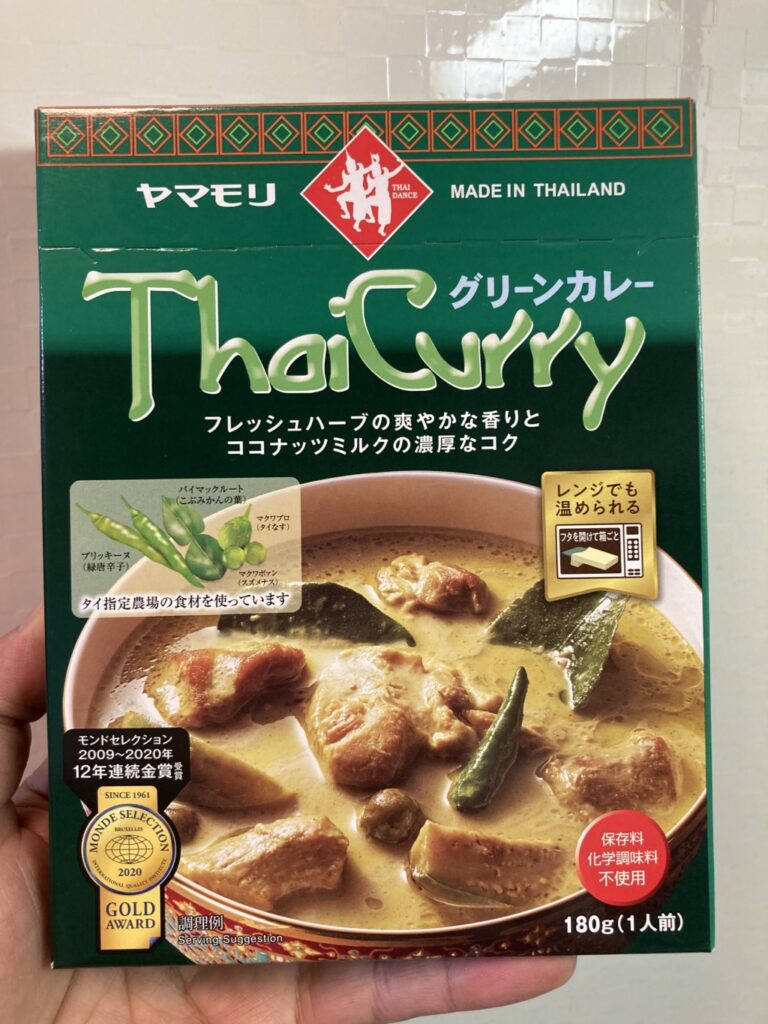 ヤマモリ
THAI
DANCE
MADE IN THAILAND
グリーンカレー
ThaiCurry
フレッシュハーブの爽やかな香りと
ココナッツミルクの濃厚なコク
バイマックルート
(こぶみかんの葉)
マクワプロ
(タイなす)
プリッキーヌ
(緑唐辛子)
マクワポァン
(スズメナス)
タイ指定農場の食材を使っています
レンジでも
温められる
フタを開けて箱ごと
モンドセレクション
2009〜2020年
12年連続金賞受賞
SINCE 1961
MONDE SELECTION
BRUXELLES
2020
INTERNATIONAL QUALITY INSTITUTE
GOLD
AWARD
保存料
化学調味料
不使用
調理例
Serving Suggestion
180g(1人前)